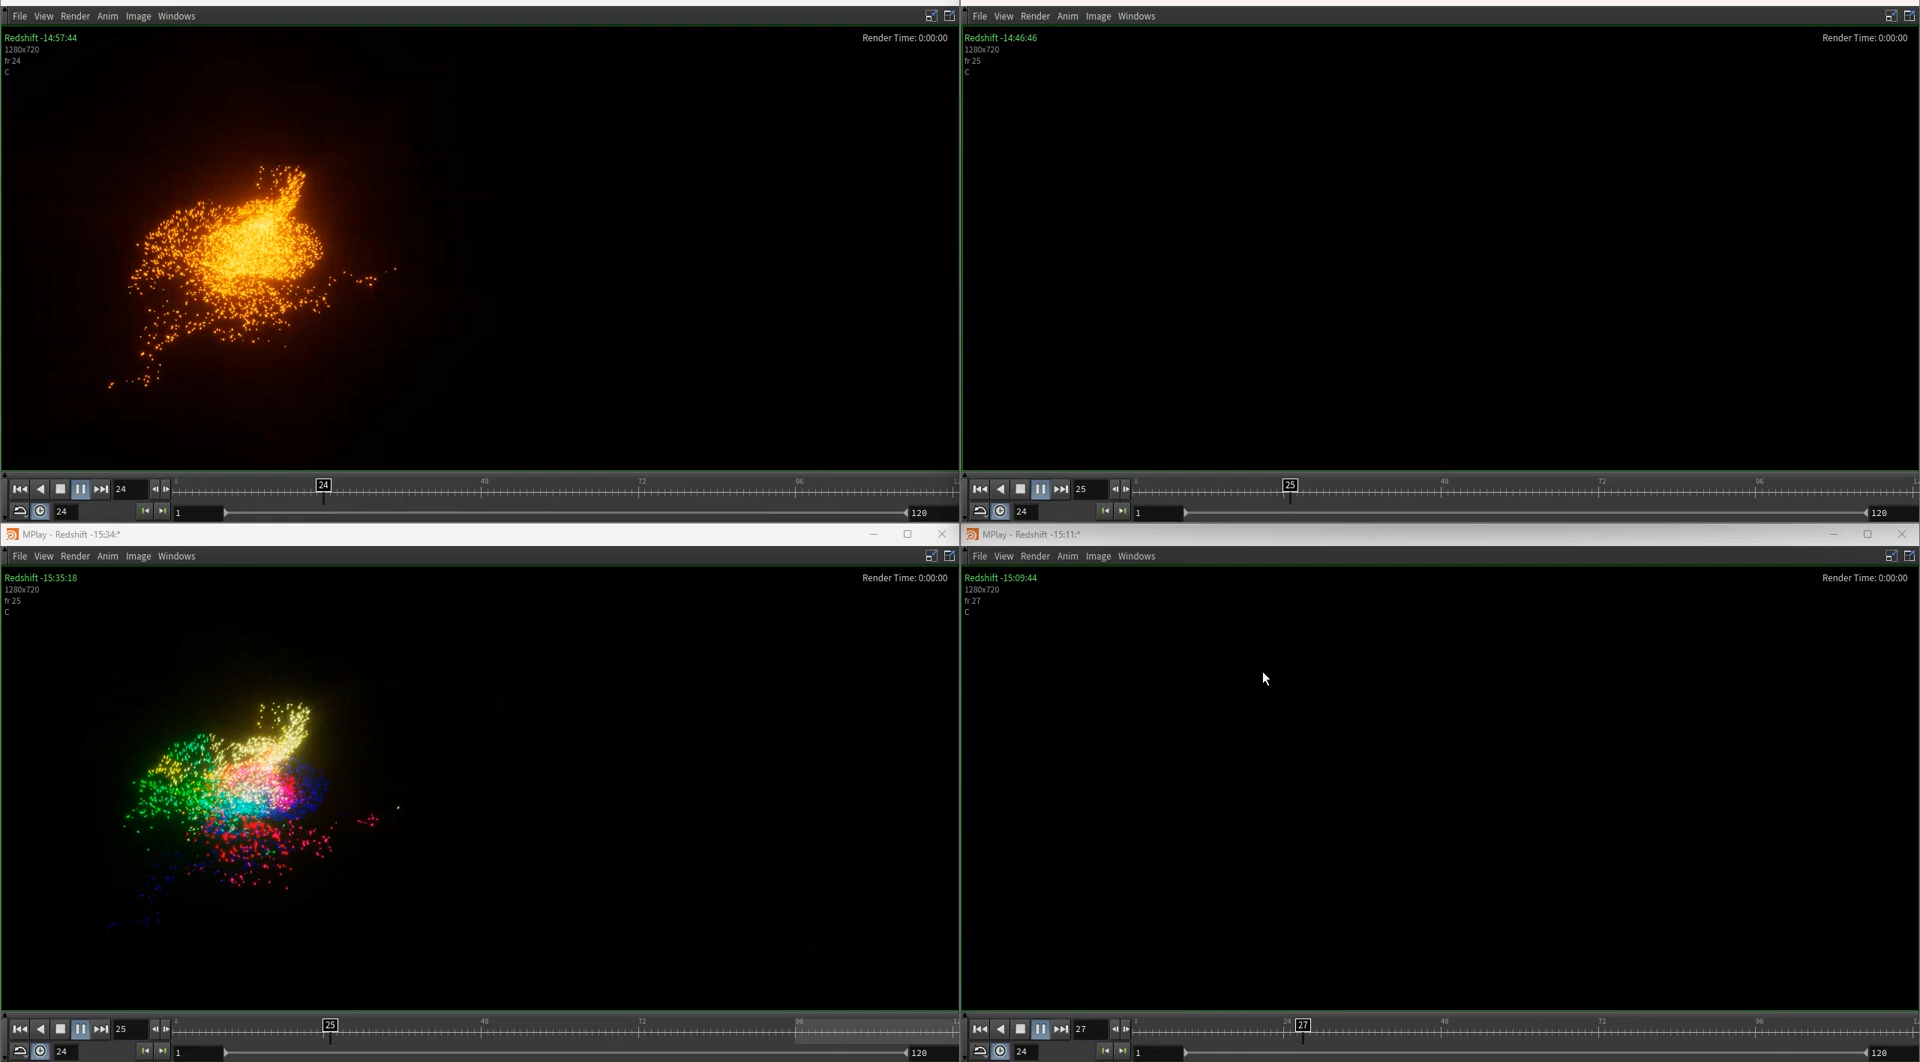 File View Render Anim Image Windows
Redshift -14:57:44
Render Time: 0:00:00
1280x720
fr 24
C
24
1 24 48 72 96
24
1
120
File View Render Anim Image Windows
Redshift -14:46:46
Render Time: 0:00:00
1280x720
fr 25
C
25
1 25 48 72 96
24
1
120
MPlay - Redshift -15:34:*
File View Render Anim Image Windows
Redshift -15:35:18
Render Time: 0:00:00
1280x720
fr 25
C
25
1 25 48 72 96
24
1
120
MPlay - Redshift -15:11:*
File View Render Anim Image Windows
Redshift -15:09:44
Render Time: 0:00:00
1280x720
fr 27
C
27
1 24 27 48 72 96
24
1
120